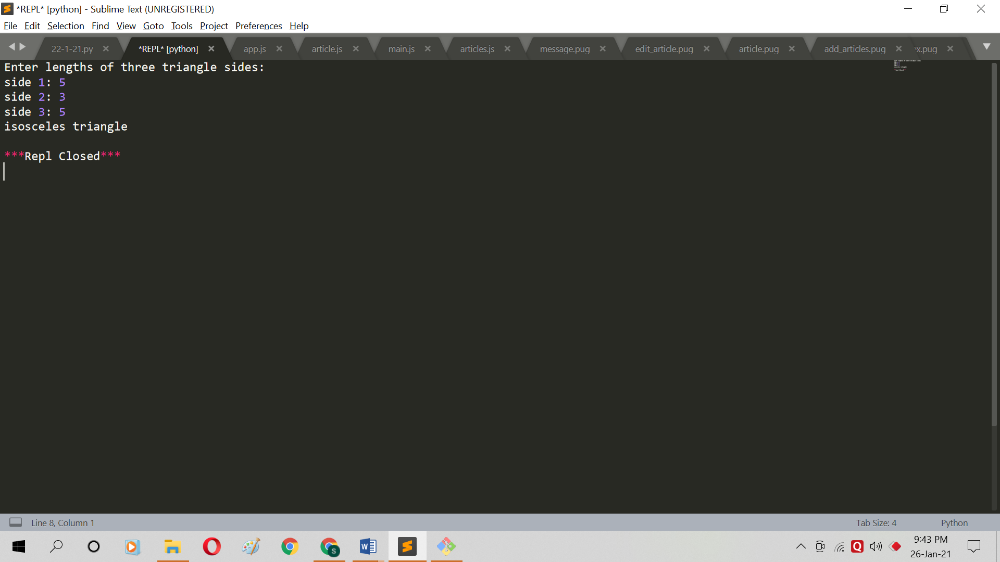 *REPL* [python] - Sublime Text (UNREGISTERED)
File Edit Selection Find View Goto Tools Project Preferences Help
22-1-21.py *REPL* [python] app.js article.js main.js articles.js message.pug edit_article.pug article.pug add_articles.pug x.pug
Enter lengths of three triangle sides:
side 1: 5
side 2: 3
side 3: 5
isosceles triangle
***Repl Closed***
Line 8, Column 1 Tab Size: 4 Python
9:43 PM
26-Jan-21